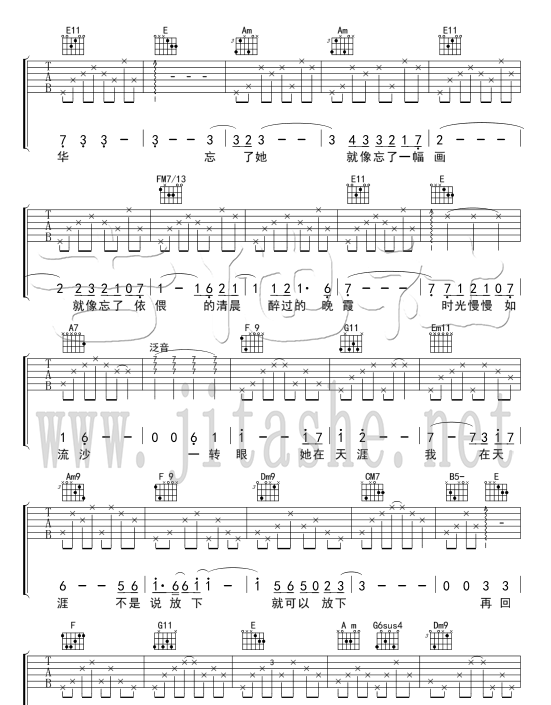 E11 E Am Am E11
T A B
7 3 3 - | 3 - - 3 | 3 2 3 - - | 3 4 3 3 2 1 7 | 2 - - -
华 忘 了她 就像忘了一幅 画
FM7/13 E11 E
T A B
2 2 2 3 2 1 0 7 | 1 - 1 6 2 1 | 1 1 2 1· 6 | 7 - - - | 7 7 1 2 1 0 7
就像忘了 依 偎 的清晨 醉过的 晚 霞 时光慢慢 如
A7 泛音 F 9 G11 Em11
T A B
1 6 - - | 0 0 6 1 | 1 - - 1 7 | 1 2 - - | 7 - 7 3 1 7
流 沙 一 转 眼 她在 天 涯 我 在天
www.jitashe.net
Am9 F 9 Dm9 CM7 B5- E
T A B
6 - - 5 6 | 1· 6 6 1 1 - | 1 5 6 5 0 2 3 | 3 - - - | 0 0 3 3
涯 不是 说 放 下 就可以 放下 再 回
F G11 E A m G6sus4 Dm9
T A B
3